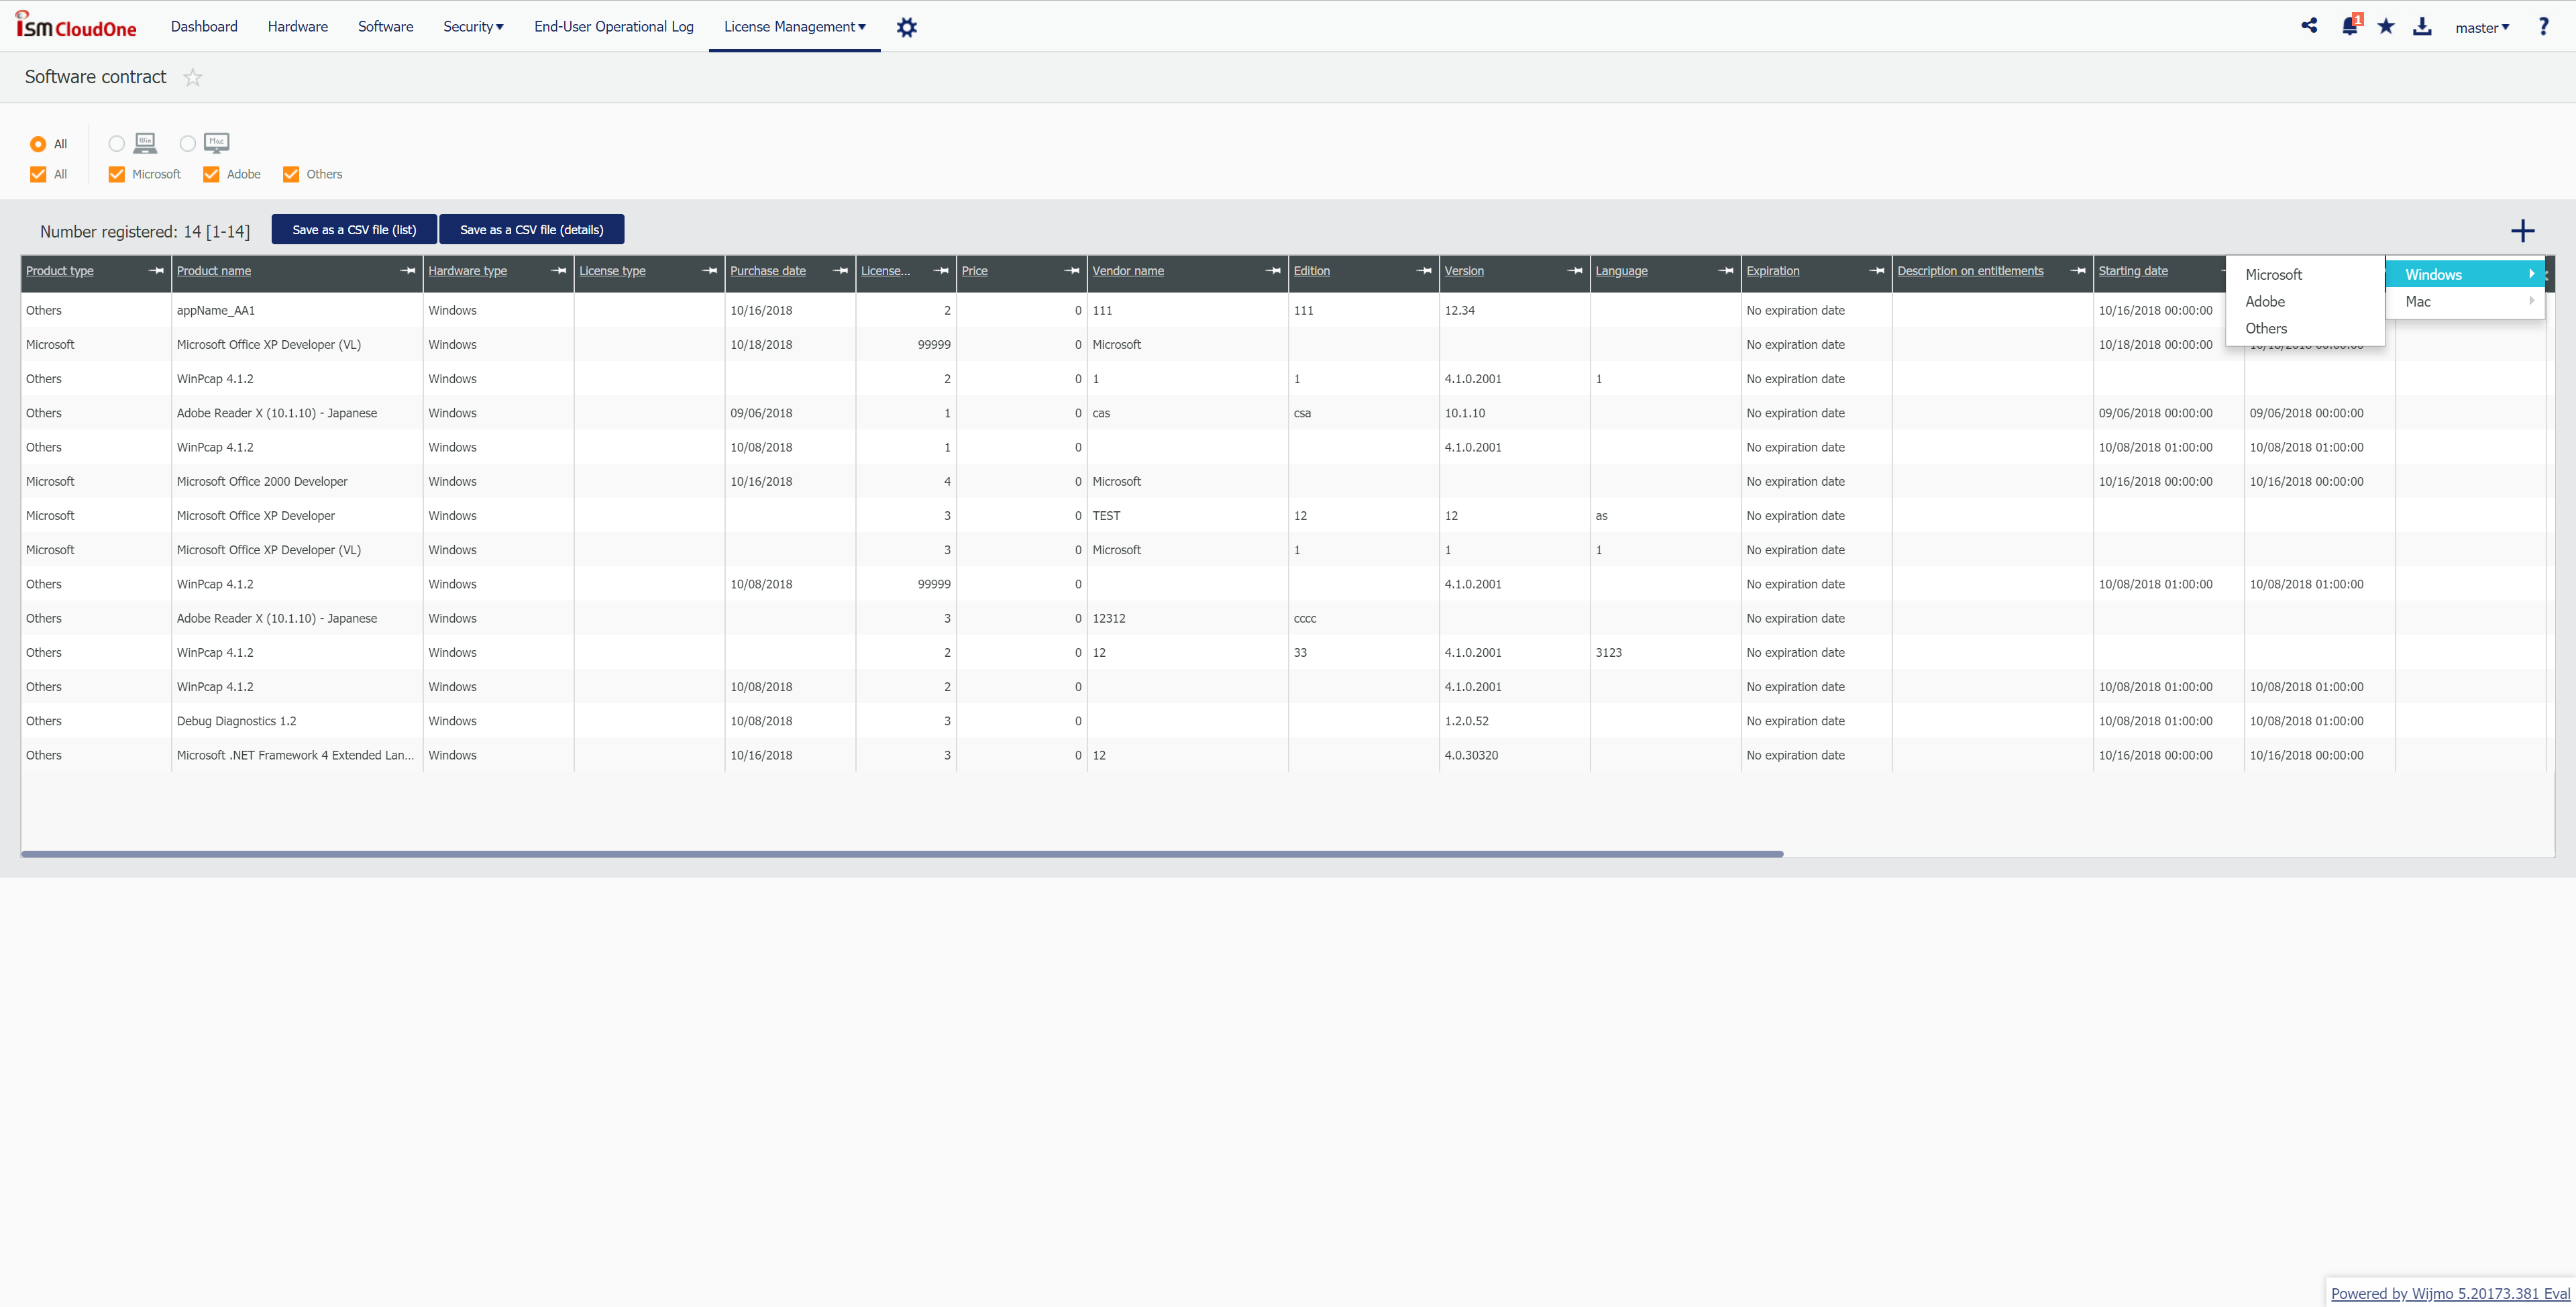 ISM CloudOne Dashboard Hardware Software Security▾ End-User Operational Log License Management▾ 1 master▾ ?
Software contract
All Win Mac
All Microsoft Adobe Others
Number registered: 14 [1-14] Save as a CSV file (list) Save as a CSV file (details)
Product type Product name Hardware type License type Purchase date License... Price Vendor name Edition Version Language Expiration Description on entitlements Starting date
Microsoft Windows
Adobe Mac
Others
Others appName_AA1 Windows 10/16/2018 2 0 111 111 12.34 No expiration date 10/16/2018 00:00:00
Microsoft Microsoft Office XP Developer (VL) Windows 10/18/2018 99999 0 Microsoft No expiration date 10/18/2018 00:00:00
Others WinPcap 4.1.2 Windows 2 0 1 1 4.1.0.2001 1 No expiration date
Others Adobe Reader X (10.1.10) - Japanese Windows 09/06/2018 1 0 cas csa 10.1.10 No expiration date 09/06/2018 00:00:00 09/06/2018 00:00:00
Others WinPcap 4.1.2 Windows 10/08/2018 1 0 4.1.0.2001 No expiration date 10/08/2018 01:00:00 10/08/2018 01:00:00
Microsoft Microsoft Office 2000 Developer Windows 10/16/2018 4 0 Microsoft No expiration date 10/16/2018 00:00:00 10/16/2018 00:00:00
Microsoft Microsoft Office XP Developer Windows 3 0 TEST 12 12 as No expiration date
Microsoft Microsoft Office XP Developer (VL) Windows 3 0 Microsoft 1 1 1 No expiration date
Others WinPcap 4.1.2 Windows 10/08/2018 99999 0 4.1.0.2001 No expiration date 10/08/2018 01:00:00 10/08/2018 01:00:00
Others Adobe Reader X (10.1.10) - Japanese Windows 3 0 12312 cccc No expiration date
Others WinPcap 4.1.2 Windows 2 0 12 33 4.1.0.2001 3123 No expiration date
Others WinPcap 4.1.2 Windows 10/08/2018 2 0 4.1.0.2001 No expiration date 10/08/2018 01:00:00 10/08/2018 01:00:00
Others Debug Diagnostics 1.2 Windows 10/08/2018 3 0 1.2.0.52 No expiration date 10/08/2018 01:00:00 10/08/2018 01:00:00
Others Microsoft .NET Framework 4 Extended Lan... Windows 10/16/2018 3 0 12 4.0.30320 No expiration date 10/16/2018 00:00:00 10/16/2018 00:00:00
Powered by Wijmo 5.20173.381 Eval